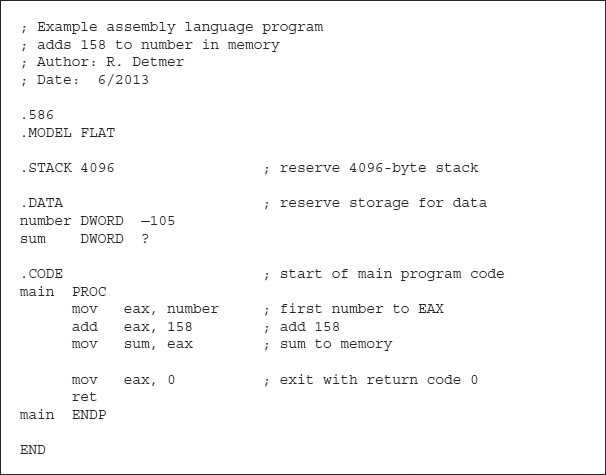 ; Example assembly language program
; adds 158 to number in memory
; Author: R. Detmer
; Date:  6/2013
.586
.MODEL FLAT
.STACK 4096                 ; reserve 4096-byte stack
.DATA                       ; reserve storage for data
number DWORD  –105
sum    DWORD  ?
.CODE                       ; start of main program code
main  PROC
      mov   eax, number     ; first number to EAX
      add   eax, 158        ; add 158
      mov   sum, eax        ; sum to memory
      mov   eax, 0          ; exit with return code 0
      ret
main  ENDP
END